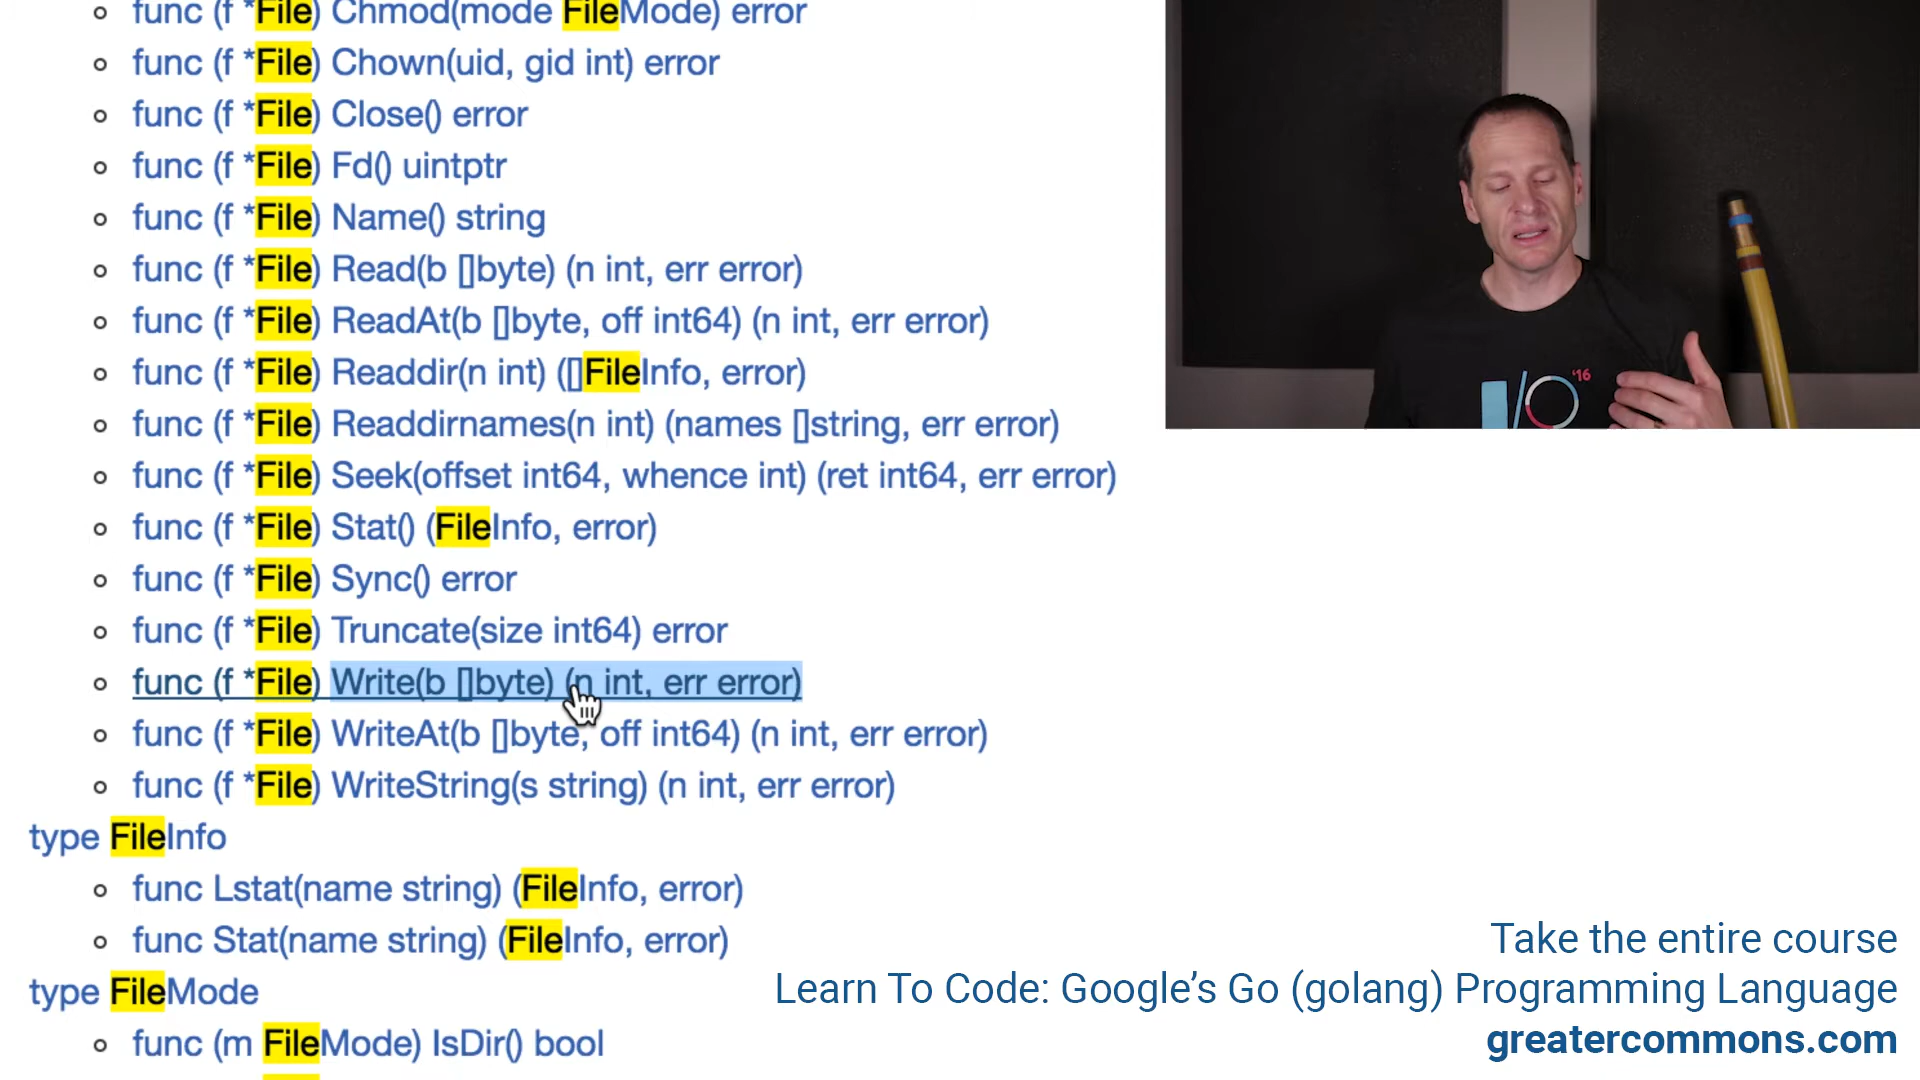 func (f *File) Chmod(mode FileMode) error
func (f *File) Chown(uid, gid int) error
func (f *File) Close() error
func (f *File) Fd() uintptr
func (f *File) Name() string
func (f *File) Read(b []byte) (n int, err error)
func (f *File) ReadAt(b []byte, off int64) (n int, err error)
func (f *File) Readdir(n int) ([]FileInfo, error)
func (f *File) Readdirnames(n int) (names []string, err error)
func (f *File) Seek(offset int64, whence int) (ret int64, err error)
func (f *File) Stat() (FileInfo, error)
func (f *File) Sync() error
func (f *File) Truncate(size int64) error
func (f *File) Write(b []byte) (n int, err error)
func (f *File) WriteAt(b []byte, off int64) (n int, err error)
func (f *File) WriteString(s string) (n int, err error)
type FileInfo
func Lstat(name string) (FileInfo, error)
func Stat(name string) (FileInfo, error)
type FileMode
func (m FileMode) IsDir() bool
I/O '16
Take the entire course
Learn To Code: Google’s Go (golang) Programming Language
greatercommons.com